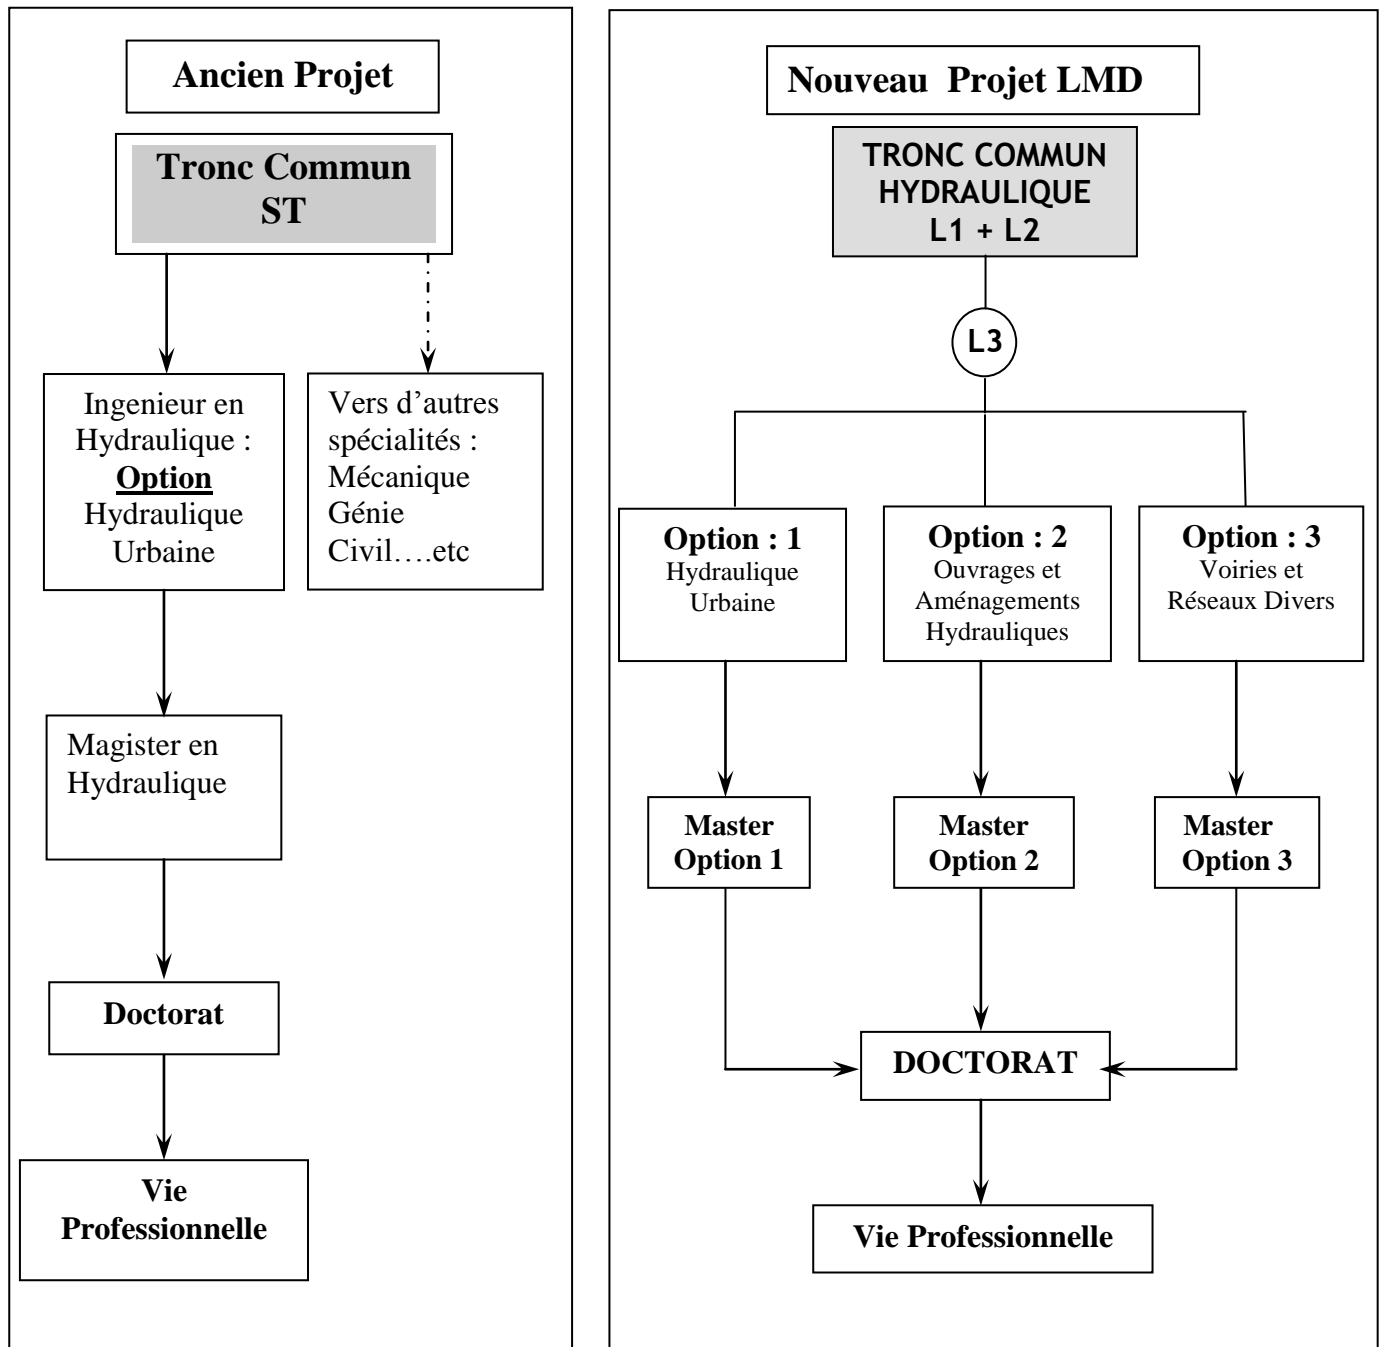 Ancien Projet
Tronc Commun
ST
Ingenieur en
Hydraulique :
Option
Hydraulique
Urbaine
Vers d’autres
spécialités :
Mécanique
Génie
Civil….etc
Magister en
Hydraulique
Doctorat
Vie
Professionnelle
Nouveau Projet LMD
TRONC COMMUN
HYDRAULIQUE
L1 + L2
L3
Option : 1
Hydraulique
Urbaine
Option : 2
Ouvrages et
Aménagements
Hydrauliques
Option : 3
Voiries et
Réseaux Divers
Master
Option 1
Master
Option 2
Master
Option 3
DOCTORAT
Vie Professionnelle